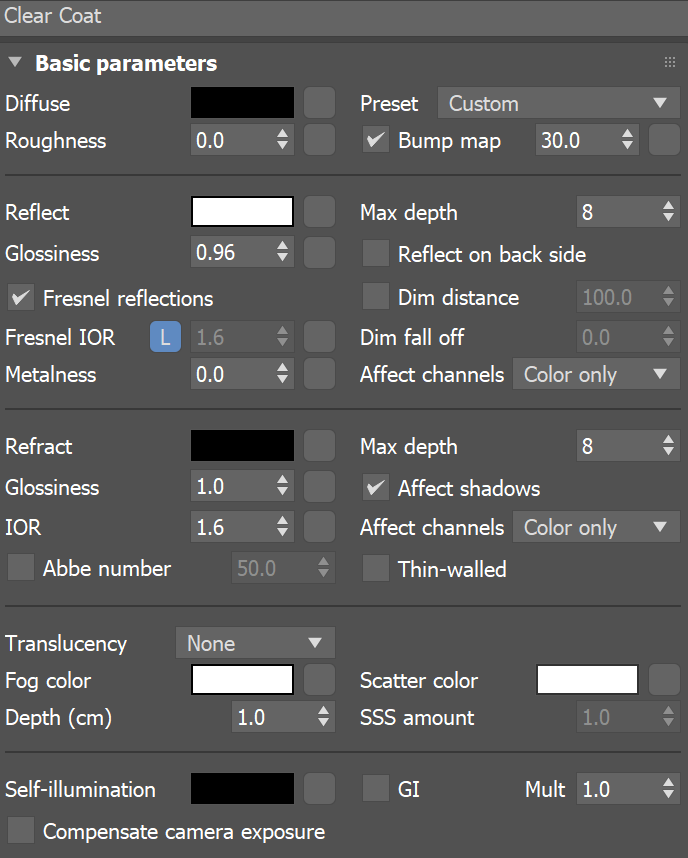 Clear Coat
Basic parameters
Diffuse Preset Custom
Roughness 0.0 Bump map 30.0
Reflect Max depth 8
Glossiness 0.96 Reflect on back side
Fresnel reflections Dim distance 100.0
Fresnel IOR L 1.6 Dim fall off 0.0
Metalness 0.0 Affect channels Color only
Refract Max depth 8
Glossiness 1.0 Affect shadows
IOR 1.6 Affect channels Color only
Abbe number 50.0 Thin-walled
Translucency None
Fog color Scatter color
Depth (cm) 1.0 SSS amount 1.0
Self-illumination GI Mult 1.0
Compensate camera exposure